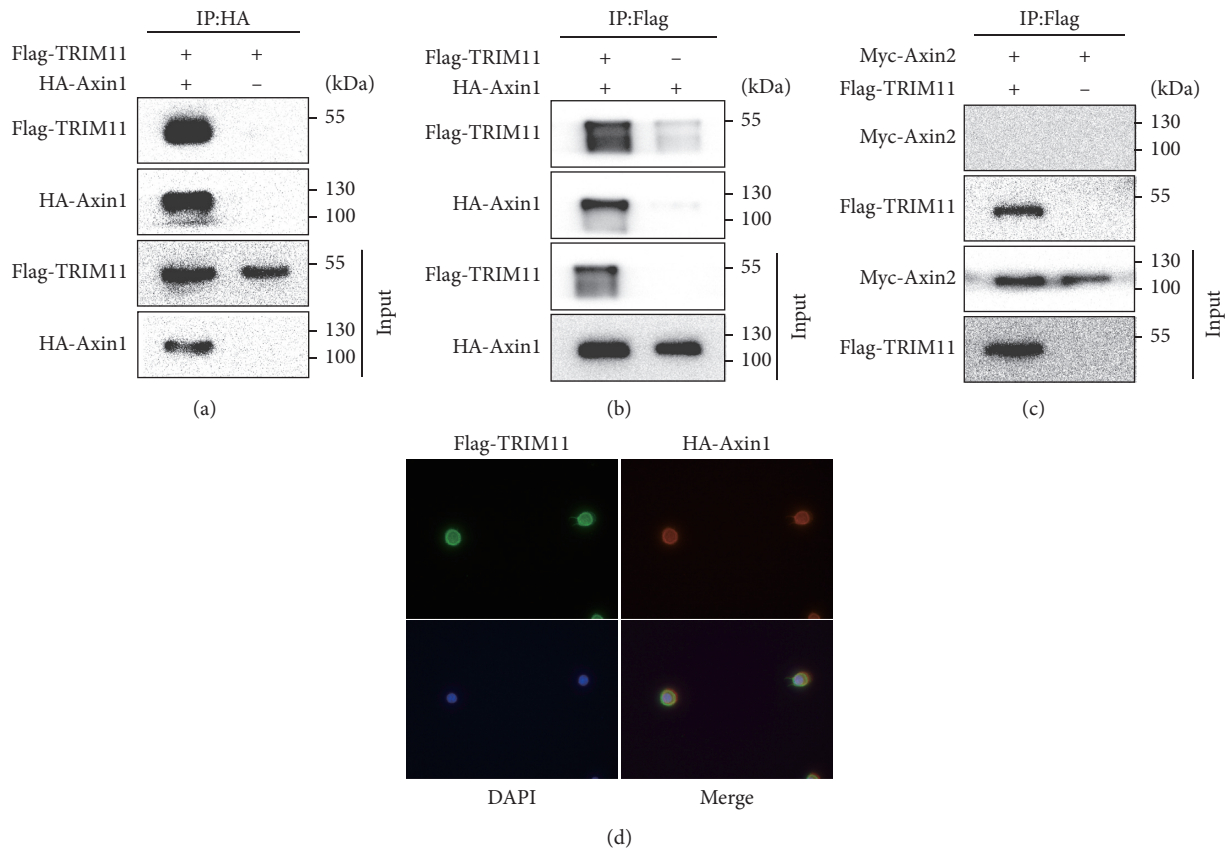 IP:HA
Flag-TRIM11 + +
HA-Axin1 + – (kDa)
Flag-TRIM11 55
HA-Axin1 130
100
Flag-TRIM11 55
HA-Axin1 130
100
Input
(a)
IP:Flag
Flag-TRIM11 + –
HA-Axin1 + + (kDa)
Flag-TRIM11 55
HA-Axin1 130
100
Flag-TRIM11 55
HA-Axin1 130
100
Input
(b)
IP:Flag
Myc-Axin2 + +
Flag-TRIM11 + – (kDa)
Myc-Axin2 130
100
Flag-TRIM11 55
Myc-Axin2 130
100
Flag-TRIM11 55
Input
(c)
Flag-TRIM11 HA-Axin1
DAPI Merge
(d)